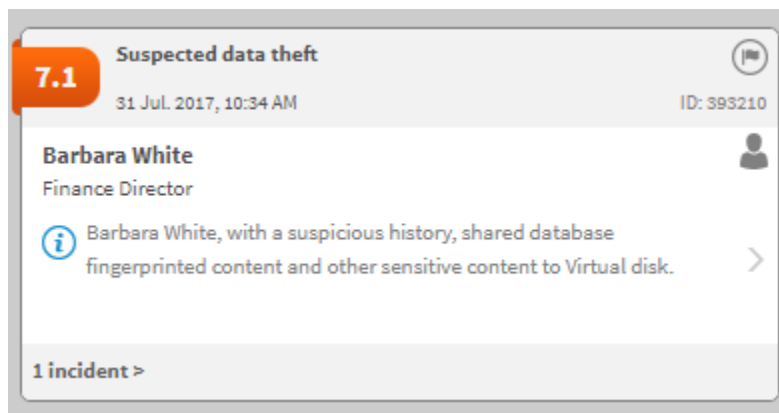 7.1
Suspected data theft
31 Jul. 2017, 10:34 AM
ID: 393210
Barbara White
Finance Director
Barbara White, with a suspicious history, shared database
fingerprinted content and other sensitive content to Virtual disk.
1 incident >